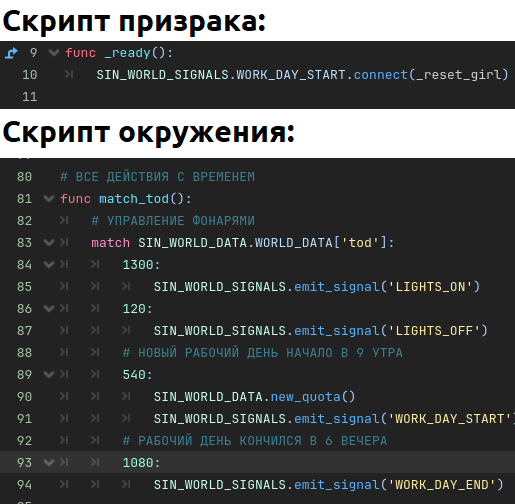 Скрипт призрака:
9 func _ready():
10 SIN_WORLD_SIGNALS.WORK_DAY_START.connect(_reset_girl)
11
Скрипт окружения:
80 # ВСЕ ДЕЙСТВИЯ С ВРЕМЕНЕМ
81 func match_tod():
82 # УПРАВЛЕНИЕ ФОНАРЯМИ
83 match SIN_WORLD_DATA.WORLD_DATA['tod']:
84 1300:
85 SIN_WORLD_SIGNALS.emit_signal('LIGHTS_ON')
86 120:
87 SIN_WORLD_SIGNALS.emit_signal('LIGHTS_OFF')
88 # НОВЫЙ РАБОЧИЙ ДЕНЬ НАЧАЛО В 9 УТРА
89 540:
90 SIN_WORLD_DATA.new_quota()
91 SIN_WORLD_SIGNALS.emit_signal('WORK_DAY_START')
92 # РАБОЧИЙ ДЕНЬ КОНЧИЛСЯ В 6 ВЕЧЕРА
93 1080:
94 SIN_WORLD_SIGNALS.emit_signal('WORK_DAY_END')